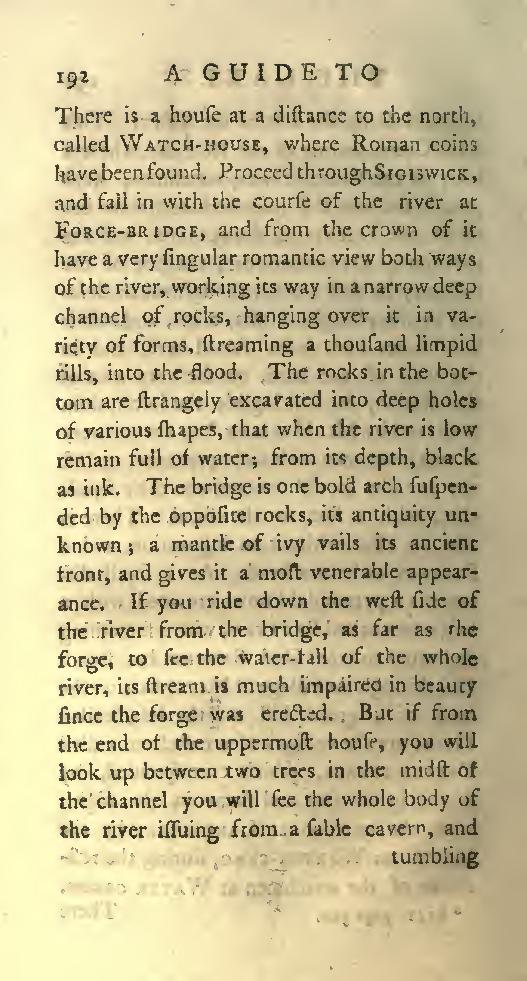 192 A GUIDE TO
There is a houſe at a diſtance to the north,
called WATCH-HOUSE, where Roman coins
have been found. Proceed through SIGISWICK,
and fall in with the courſe of the river at
FORCE-BRIDGE, and from the crown of it
have a very ſingular romantic view both ways
of the river, working its way in a narrow deep
channel of rocks, hanging over it in va-
riety of forms, ſtreaming a thouſand limpid
rills, into the flood. The rocks in the bot-
tom are ſtrangely excavated into deep holes
of various ſhapes, that when the river is low
remain full of water; from its depth, black
as ink. The bridge is one bold arch ſuſpen-
ded by the oppoſite rocks, its antiquity un-
known; a mantle of ivy vails its ancient
front, and gives it a moſt venerable appear-
ance. If you ride down the weſt ſide of
the river from the bridge, as far as the
forge, to ſee the water-fall of the whole
river, its ſtream is much impaired in beauty
ſince the forge was erected. But if from
the end of the uppermoſt houſe, you will
look up between two trees in the midſt of
the channel you will ſee the whole body of
the river iſſuing from a ſable cavern, and
tumbling